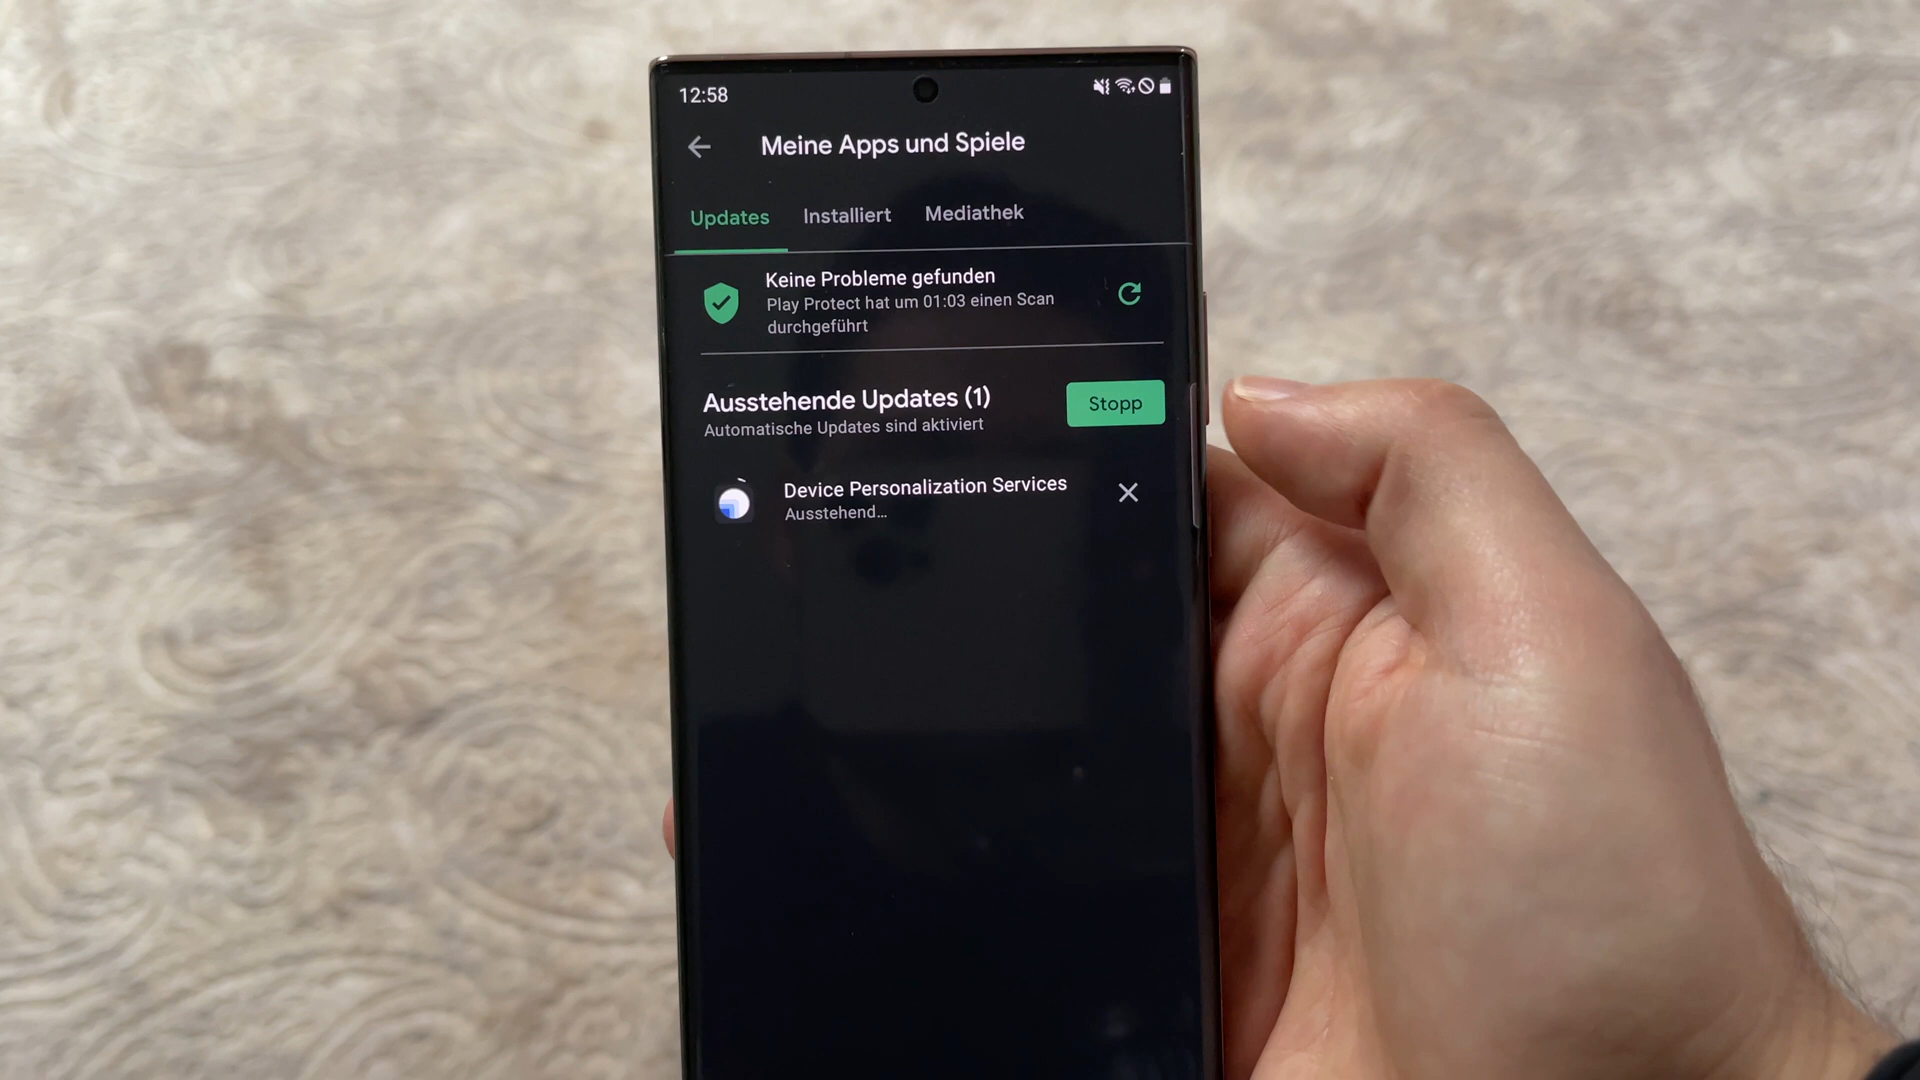 12:58
Meine Apps und Spiele
Updates Installiert Mediathek
Keine Probleme gefunden
Play Protect hat um 01:03 einen Scan
durchgeführt
Ausstehende Updates (1)
Stopp
Automatische Updates sind aktiviert
Device Personalization Services
Ausstehend…